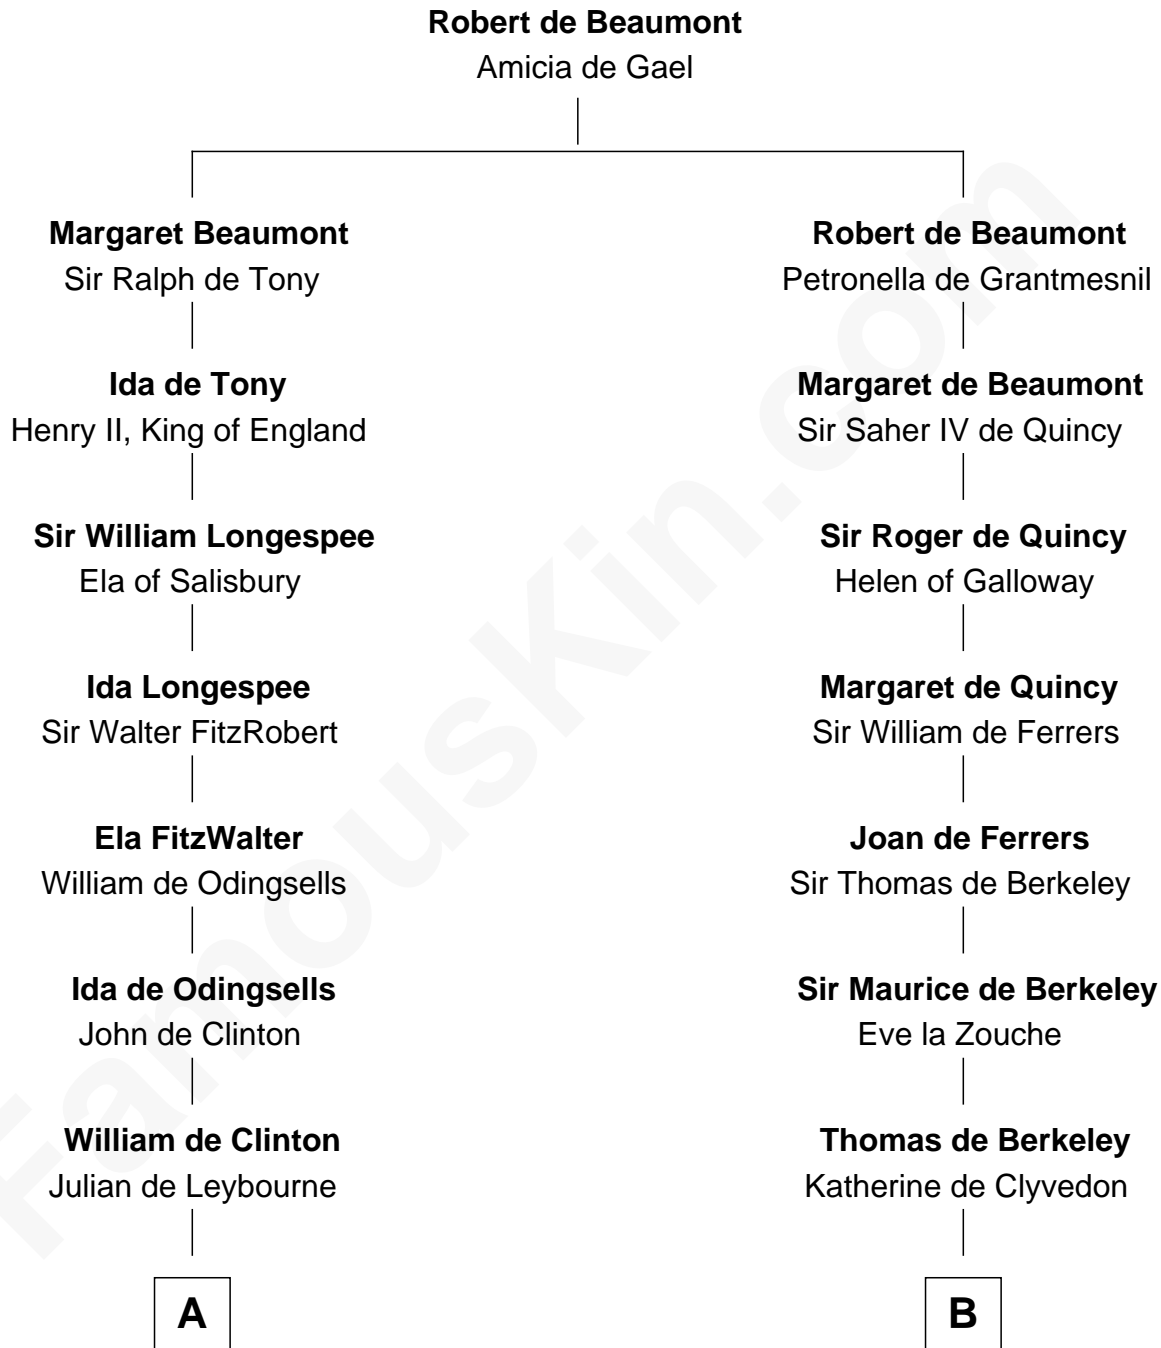 Robert de Beaumont
Amicia de Gael
Margaret Beaumont
Sir Ralph de Tony
Robert de Beaumont
Petronella de Grantmesnil
Ida de Tony
Henry II, King of England
Margaret de Beaumont
Sir Saher IV de Quincy
Sir William Longespee
Ela of Salisbury
Sir Roger de Quincy
Helen of Galloway
Ida Longespee
Sir Walter FitzRobert
Margaret de Quincy
Sir William de Ferrers
Ela FitzWalter
William de Odingsells
Joan de Ferrers
Sir Thomas de Berkeley
Ida de Odingsells
John de Clinton
Sir Maurice de Berkeley
Eve la Zouche
William de Clinton
Julian de Leybourne
Thomas de Berkeley
Katherine de Clyvedon
A
B
FamousKin.com